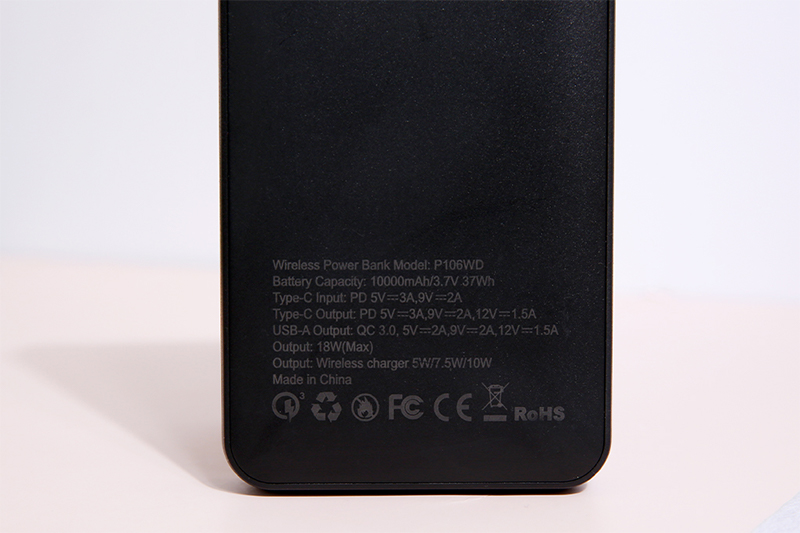 Wireless Power Bank Model: P106WD
Battery Capacity: 10000mAh/3.7V 37Wh
Type-C Input: PD 5V⎓3A,9V⎓2A
Type-C Output: PD 5V⎓3A,9V⎓2A,12V⎓1.5A
USB-A Output: QC 3.0, 5V⎓2A,9V⎓2A,12V⎓1.5A
Output: 18W(Max)
Output: Wireless charger 5W/7.5W/10W
Made in China
3 FC CE RoHS